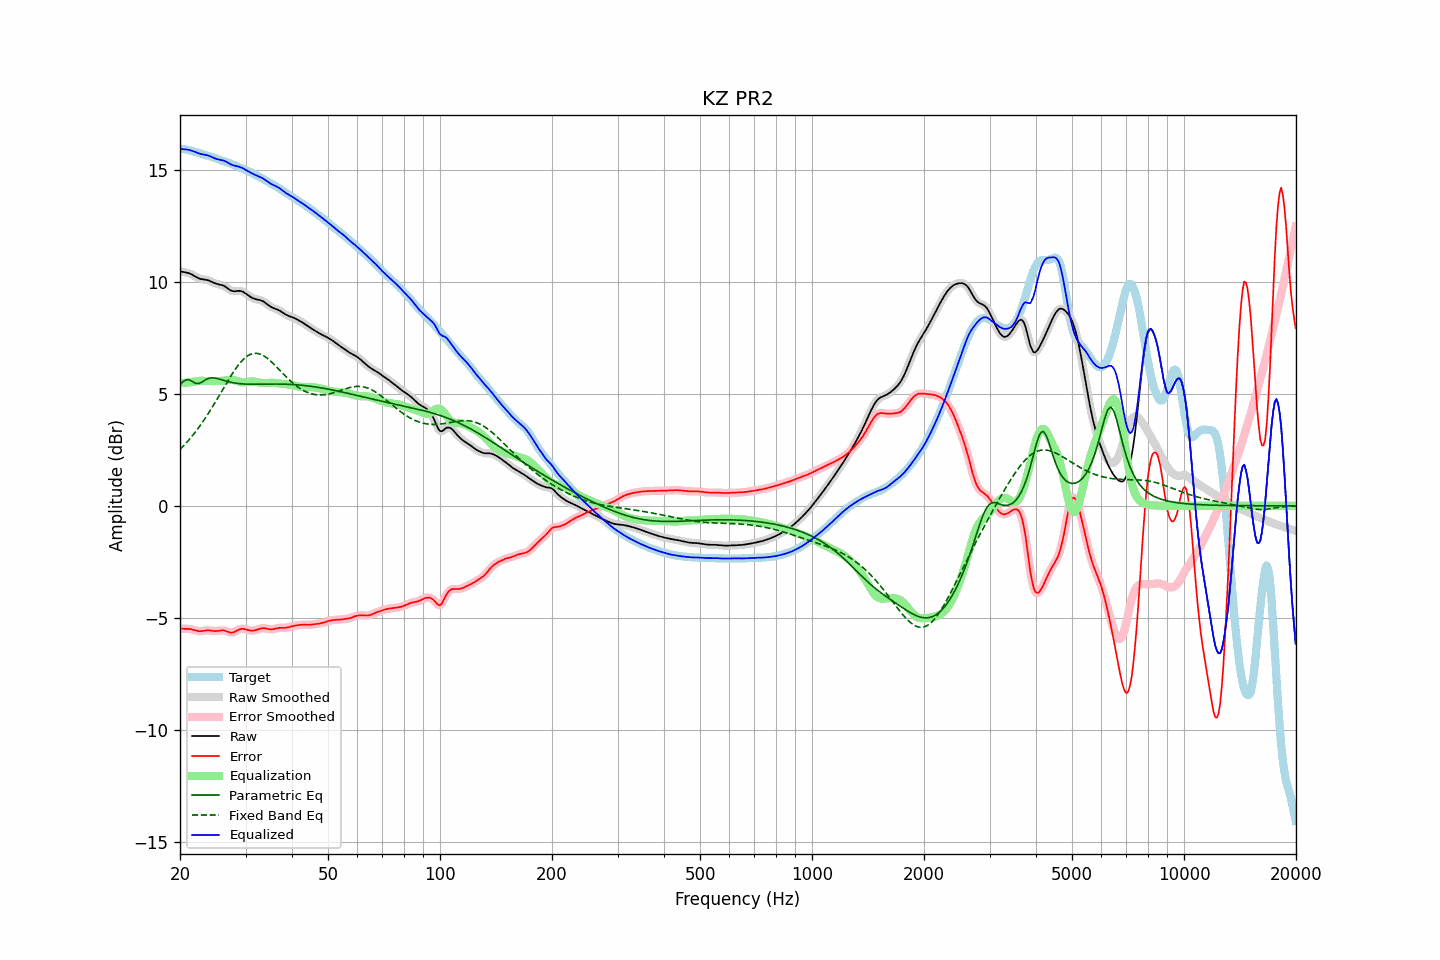 KZ PR2
Amplitude (dBr)
15
10
5
0
−5
−10
−15
Target
Raw Smoothed
Error Smoothed
Raw
Error
Equalization
Parametric Eq
Fixed Band Eq
Equalized
20 50 100 200 500 1000 2000 5000 10000 20000
Frequency (Hz)